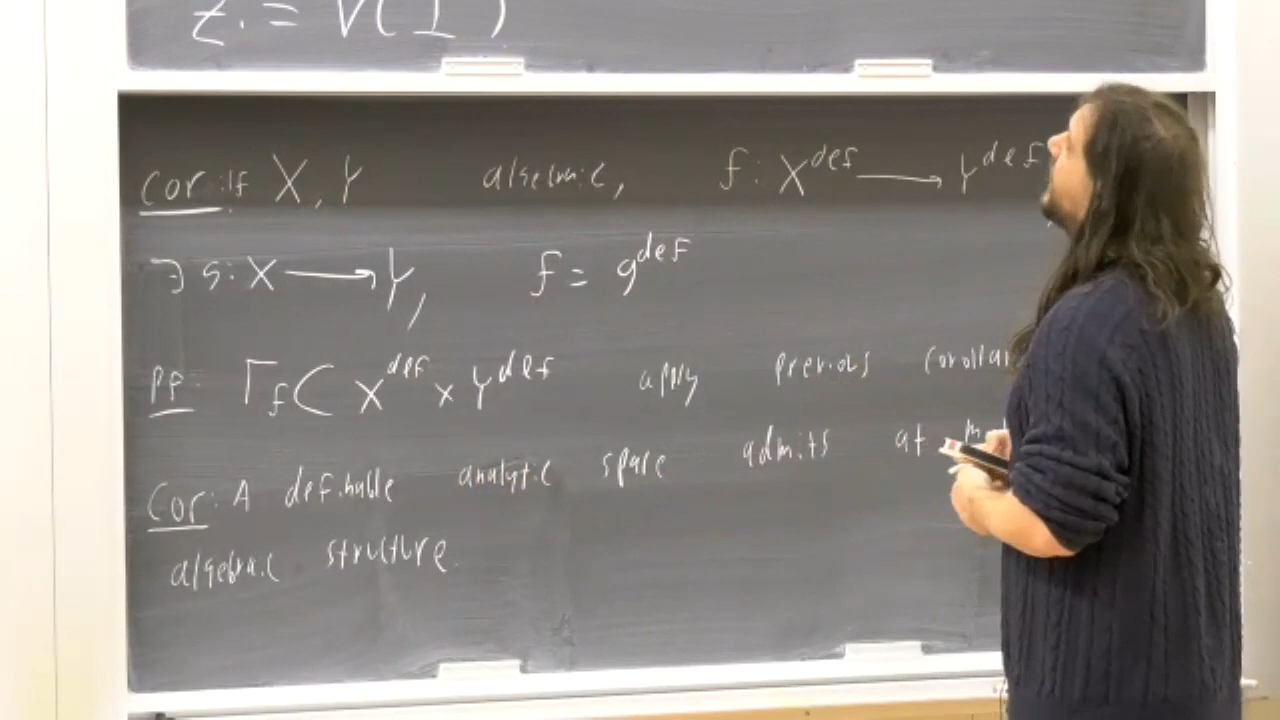 Z := V(I)
Cor: If X, Y algebraic, f: X^def → Y^def
∃ g: X → Y, f = g^def
Pf: Γ_f ⊂ X^def × Y^def apply previous
Cor: A definable analytic space admits at
algebraic structure.